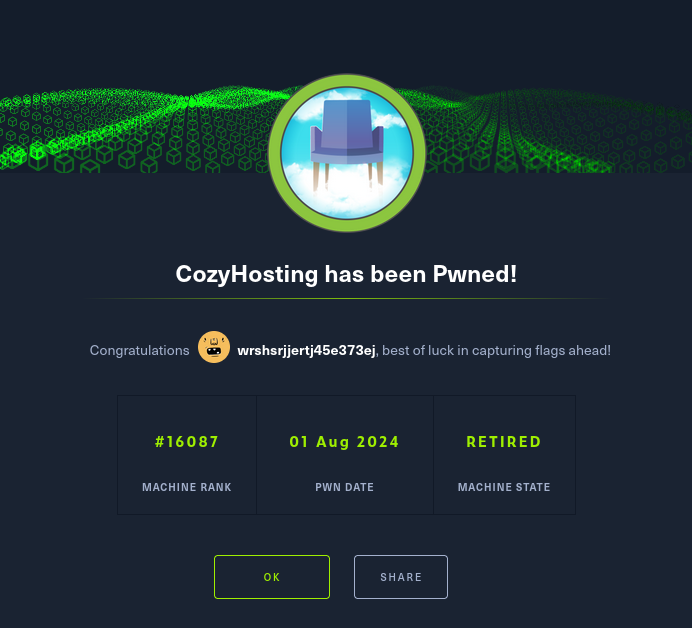 CozyHosting has been Pwned!
Congratulations wrshsrjjertj45e373ej, best of luck in capturing flags ahead!
#16087 01 Aug 2024 RETIRED
MACHINE RANK PWN DATE MACHINE STATE
OK SHARE